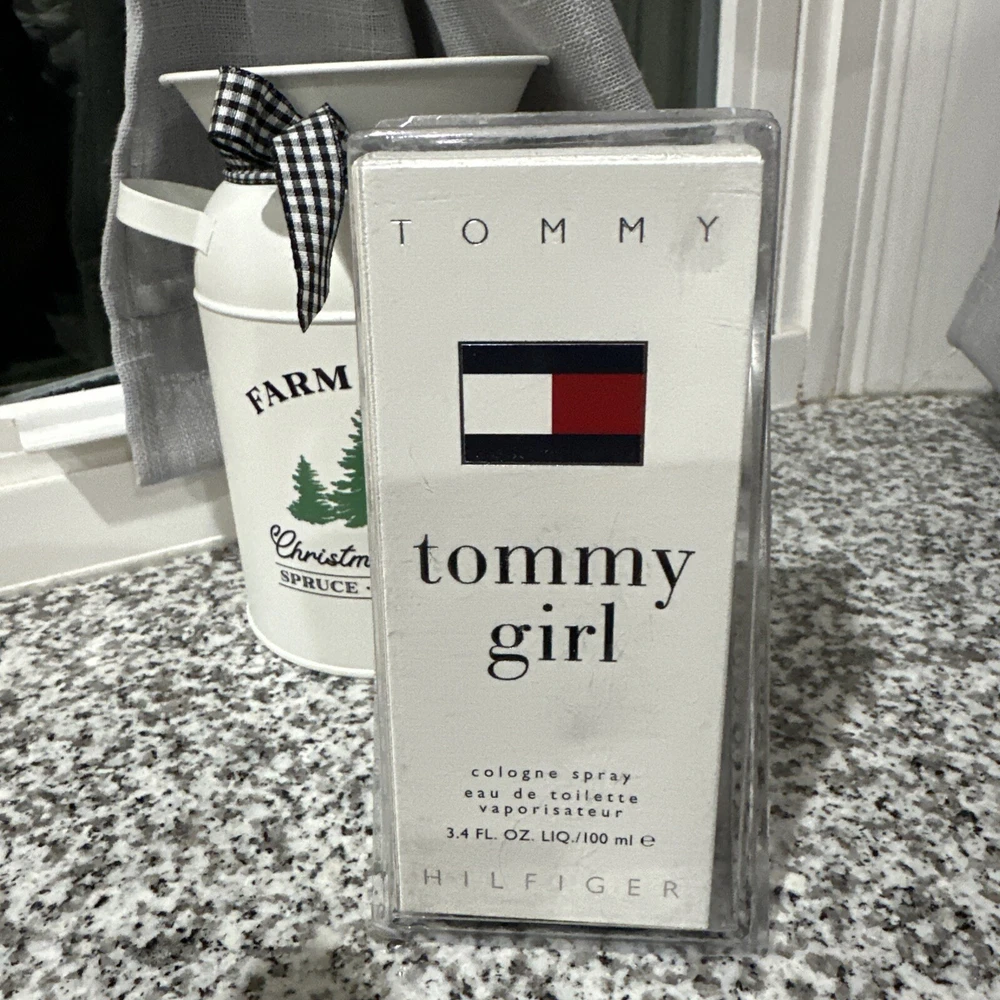 TOMMY
tommy
girl
cologne spray
eau de toilette
vaporisateur
3.4 FL. OZ. LIQ./100 ml ℮
HILFIGER
FARM
Christm
SPRUCE ·